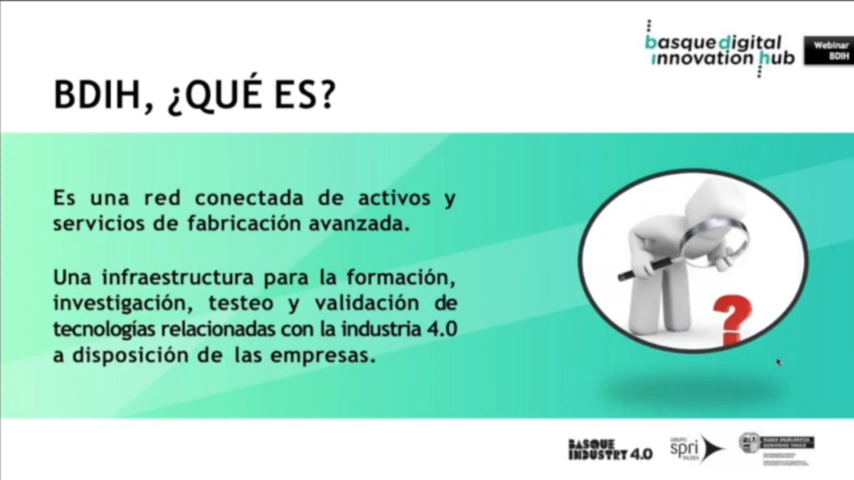 basquedigital
innovation hub
Webinar
BDIH
BDIH, ¿QUÉ ES?
Es una red conectada de activos y
servicios de fabricación avanzada.
Una infraestructura para la formación,
investigación, testeo y validación de
tecnologías relacionadas con la industria 4.0
a disposición de las empresas.
?
BASQUE
INDUSTRY 4.0
GRUPO
spri
TALDEA
EUSKO JAURLARITZA
GOBIERNO VASCO